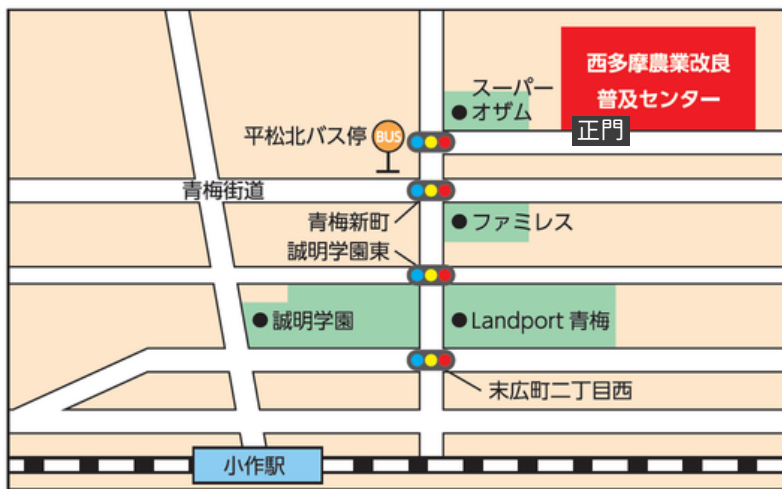 西多摩農業改良
普及センター
スーパー
オザム
正門
平松北バス停
BUS
青梅街道
青梅新町
ファミレス
誠明学園東
誠明学園
Landport 青梅
末広町二丁目西
小作駅